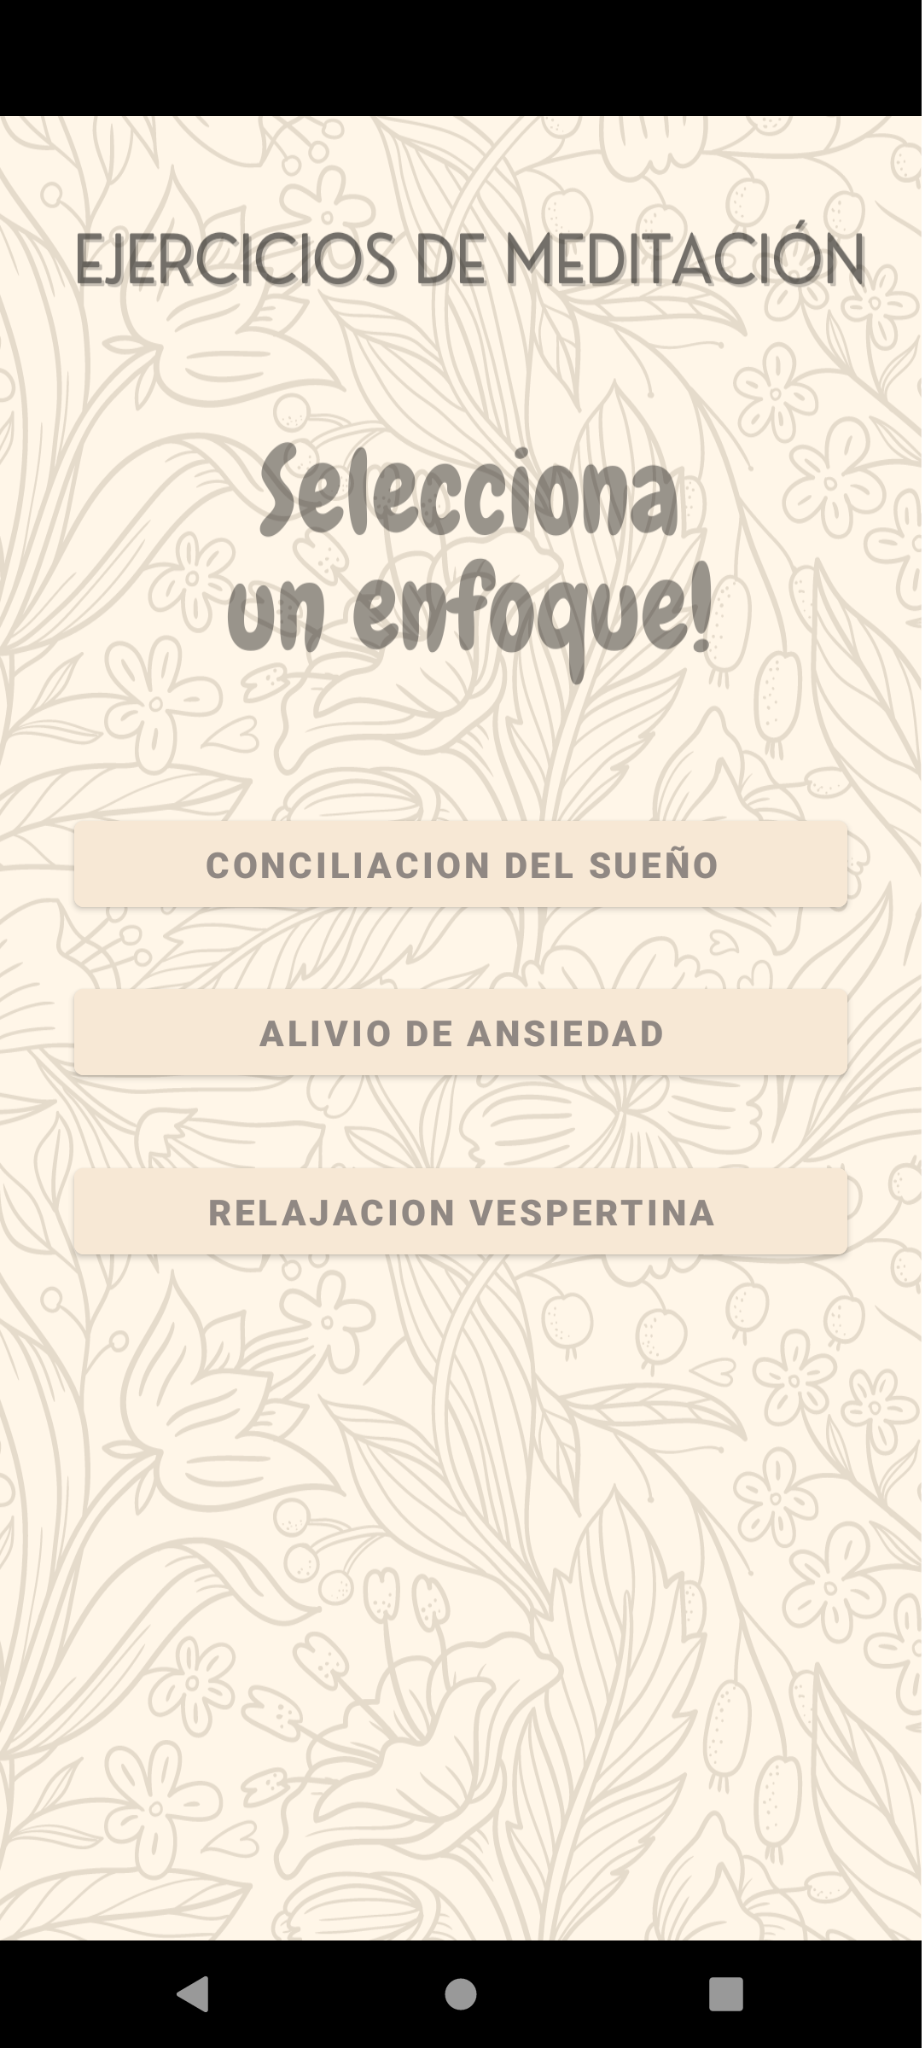 EJERCICIOS DE MEDITACIÓN
Selecciona
un enfoque!
CONCILIACION DEL SUEÑO
ALIVIO DE ANSIEDAD
RELAJACION VESPERTINA